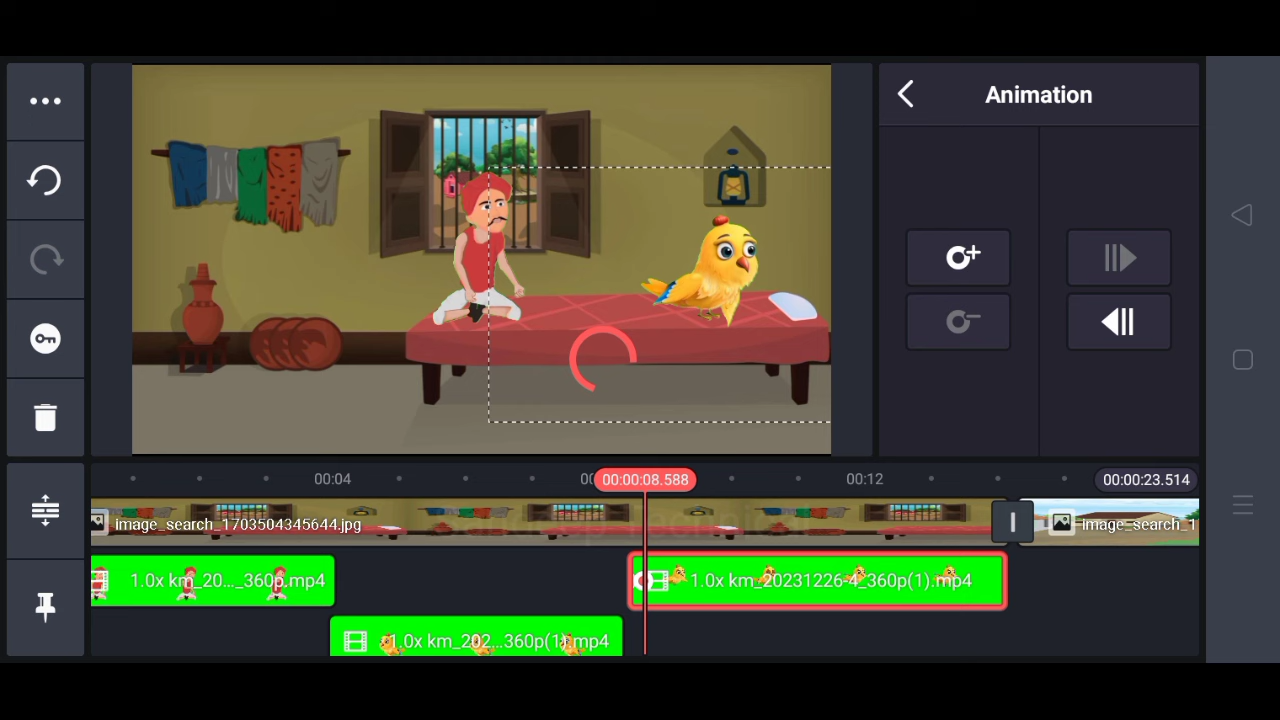 Animation
00:04
00:00:08.588
00:12
00:00:23.514
image_search_1703504345644.jpg
image_search_1
1.0x km_20..._360p.mp4
1.0x km_20231226-4_360p(1).mp4
1.0x km_202...360p(1).mp4